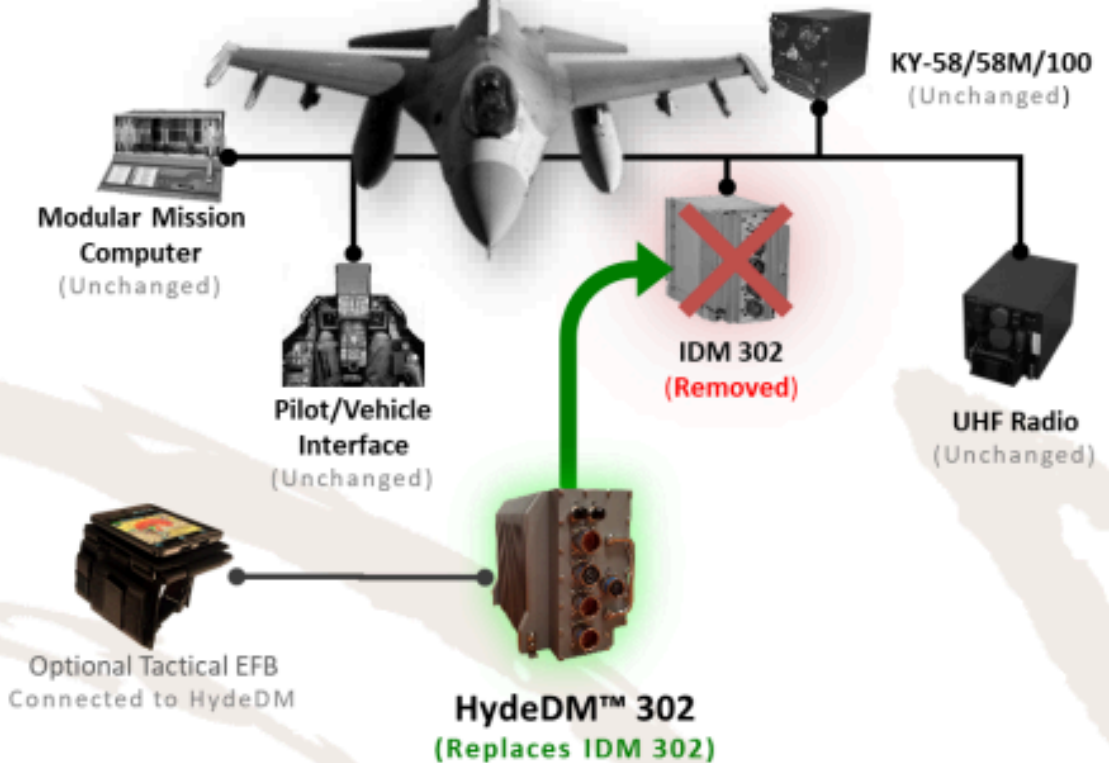 KY-58/58M/100
(Unchanged)
Modular Mission
Computer
(Unchanged)
IDM 302
(Removed)
Pilot/Vehicle
Interface
(Unchanged)
UHF Radio
(Unchanged)
Optional Tactical EFB
Connected to HydeDM
HydeDM™ 302
(Replaces IDM 302)